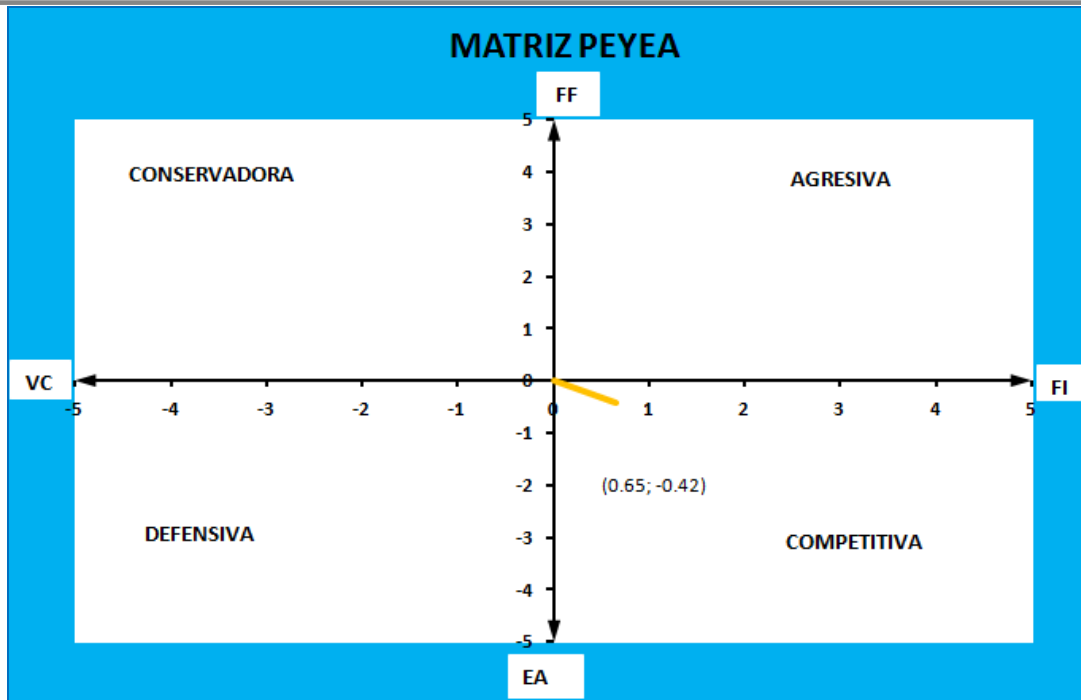 MATRIZ PEYEA
FF
5
CONSERVADORA
4
AGRESIVA
3
2
1
VC
0
FI
-5 -4 -3 -2 -1 0 1 2 3 4 5
-1
-2
(0.65; -0.42)
DEFENSIVA
-3
COMPETITIVA
-4
-5
EA